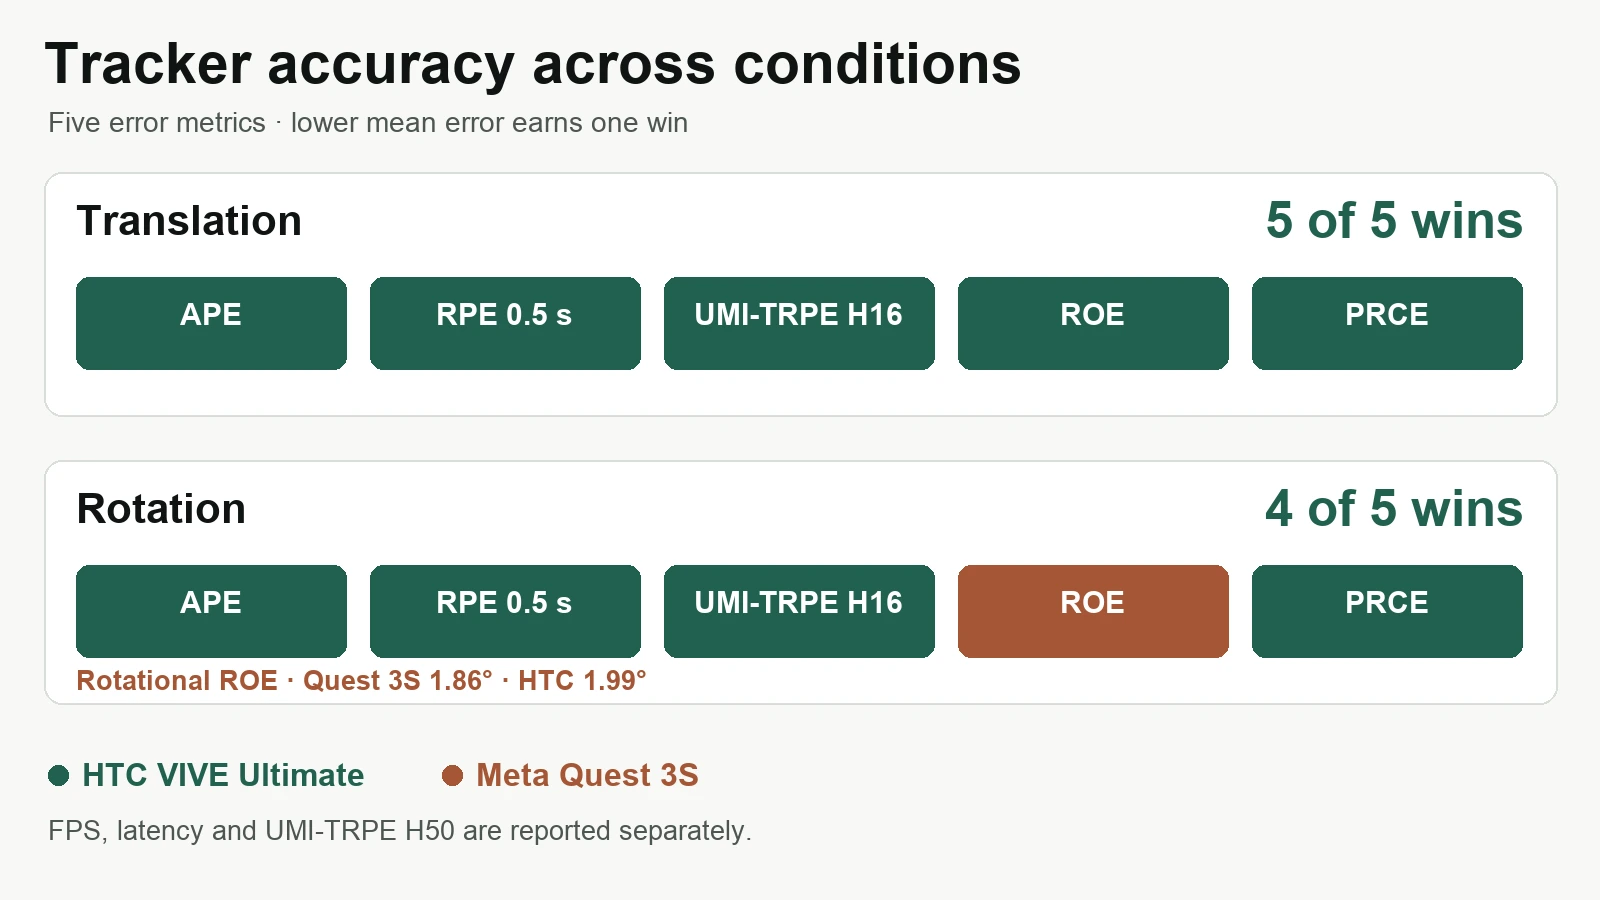 Tracker accuracy across conditions
Five error metrics · lower mean error earns one win
Translation
5 of 5 wins
APE
RPE 0.5 s
UMI-TRPE H16
ROE
PRCE
Rotation
4 of 5 wins
APE
RPE 0.5 s
UMI-TRPE H16
ROE
PRCE
Rotational ROE · Quest 3S 1.86° · HTC 1.99°
HTC VIVE Ultimate
Meta Quest 3S
FPS, latency and UMI-TRPE H50 are reported separately.